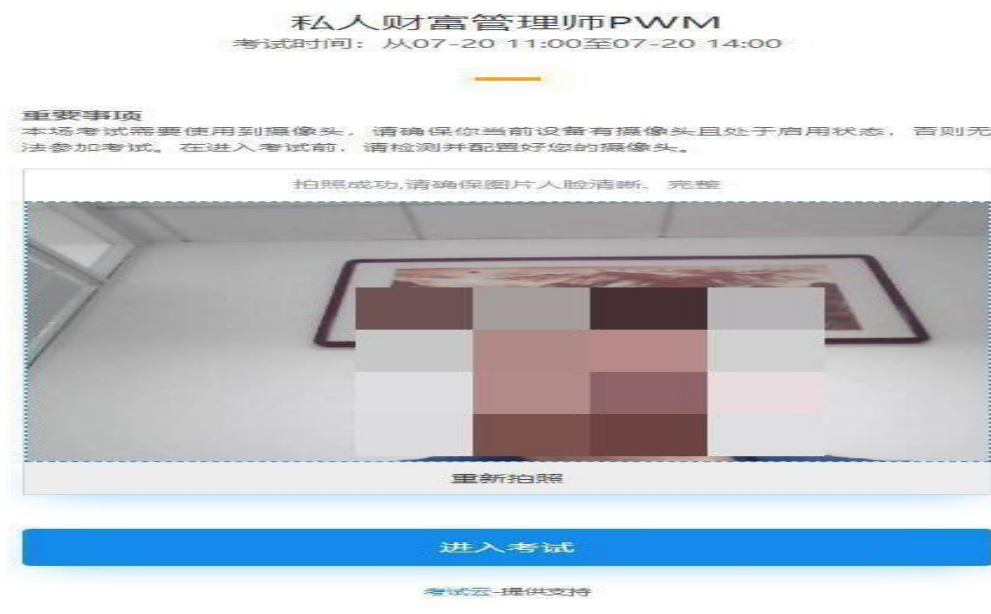 私人财富管理师PWM
考试时间：从07-20 11:00至07-20 14:00
重要事项
本场考试需要使用到摄像头，请确保你当前设备有摄像头且处于启用状态，否则无
法参加考试。在进入考试前，请检测并配置好您的摄像头。
拍照成功,请确保图片人脸清晰、完整
重新拍照
进入考试
考试云-提供支持